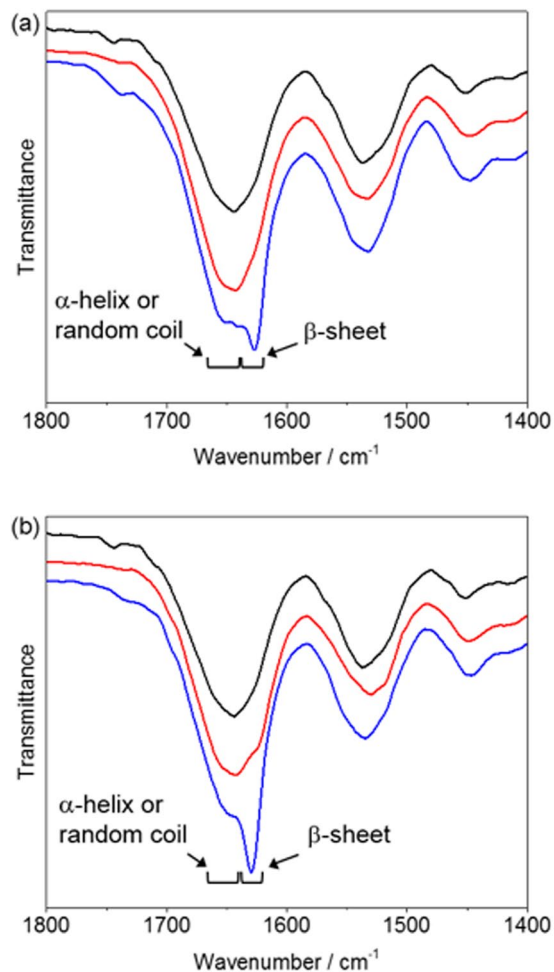 (a)
Transmittance
α-helix or
random coil
β-sheet
1800 1700 1600 1500 1400
Wavenumber / cm⁻¹
(b)
Transmittance
α-helix or
random coil
β-sheet
1800 1700 1600 1500 1400
Wavenumber / cm⁻¹